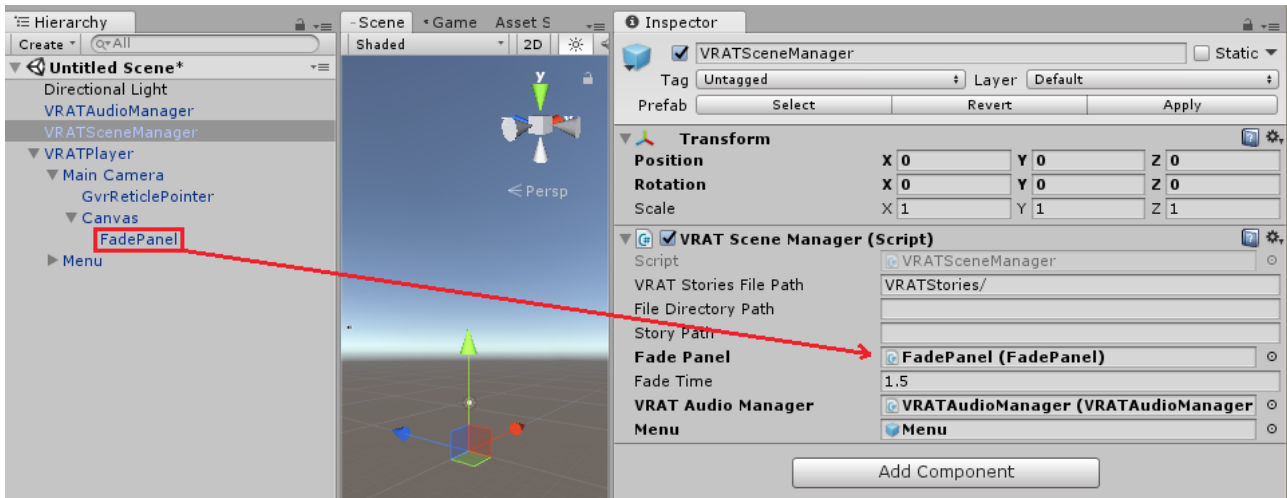 Hierarchy
Create
All
Untitled Scene*
Directional Light
VRATAudioManager
VRATSceneManager
VRATPlayer
Main Camera
GvrReticlePointer
Canvas
FadePanel
Menu
Scene Game Asset S
Shaded 2D
y
Persp
Inspector
VRATSceneManager Static
Tag Untagged Layer Default
Prefab Select Revert Apply
Transform
Position X 0 Y 0 Z 0
Rotation X 0 Y 0 Z 0
Scale X 1 Y 1 Z 1
VRAT Scene Manager (Script)
Script VRATSceneManager
VRAT Stories File Path VRATStories/
File Directory Path
Story Path
Fade Panel FadePanel (FadePanel)
Fade Time 1.5
VRAT Audio Manager VRATAudioManager (VRATAudioManager
Menu Menu
Add Component